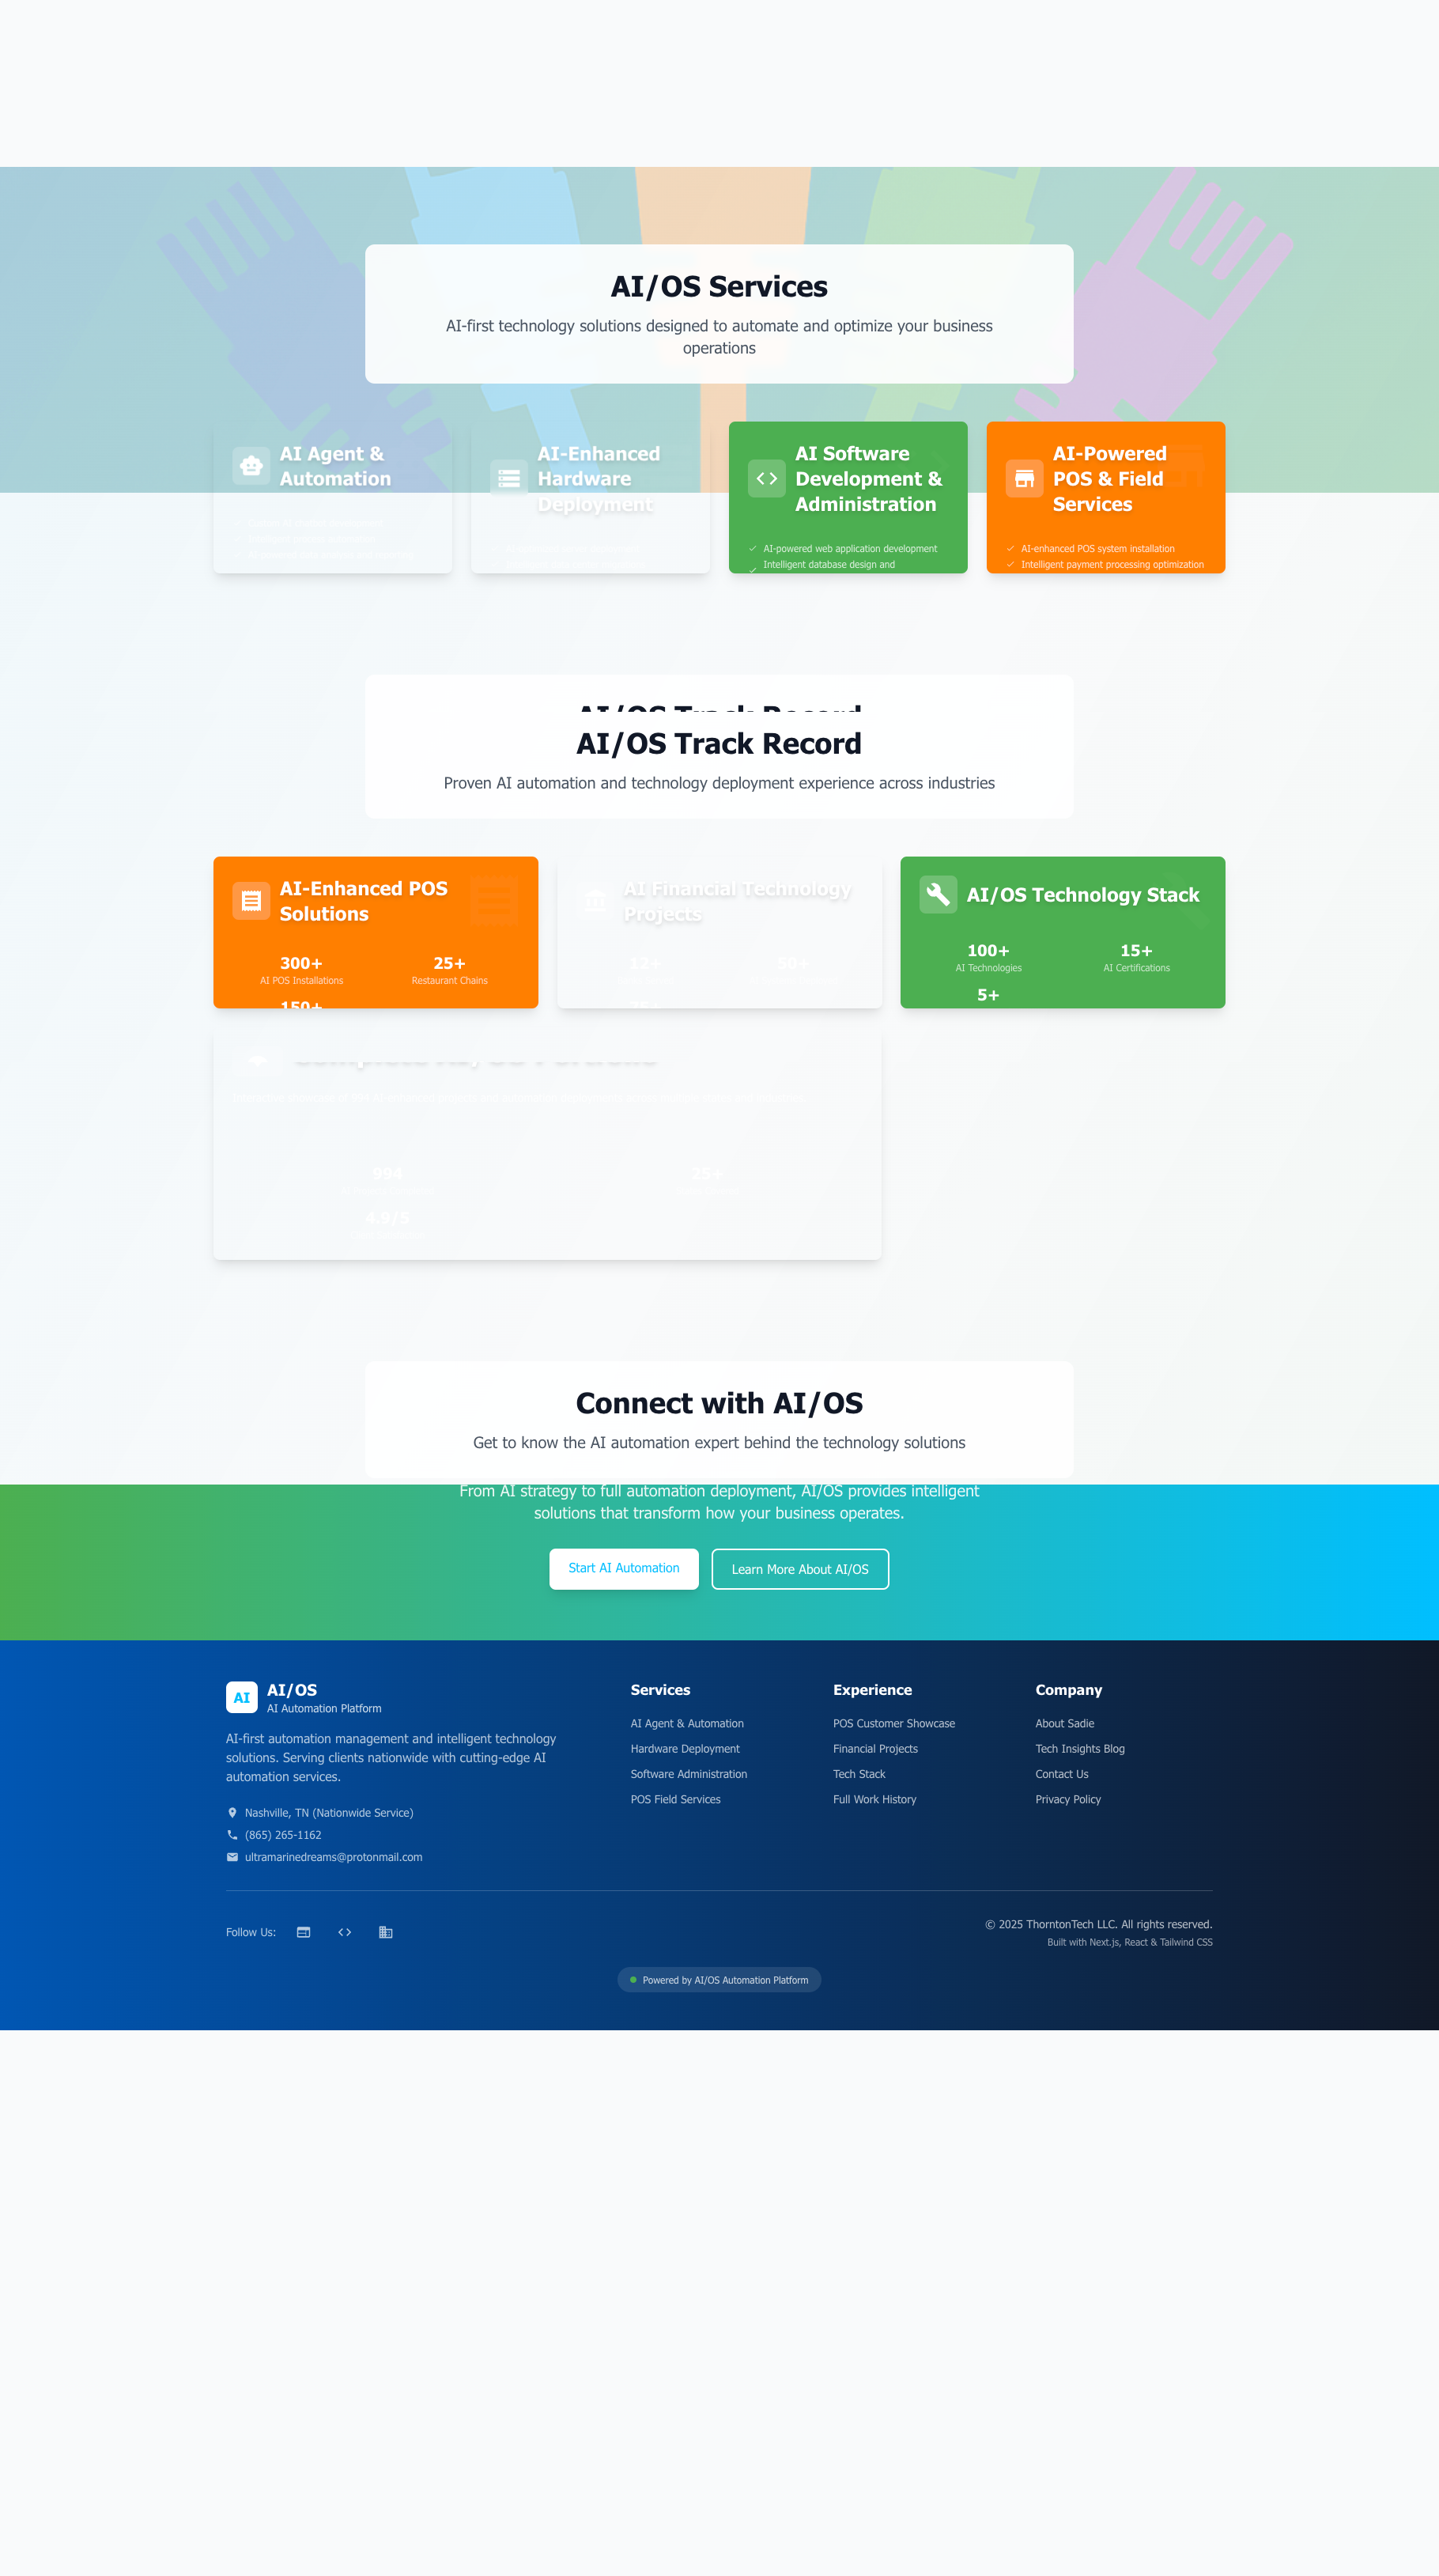 AI/OS Services
AI-first technology solutions designed to automate and optimize your business
operations
AI Agent &
Automation
AI-Enhanced
Hardware
Deployment
AI Software
Development &
Administration
AI-powered web application development
Intelligent database design and
AI-Powered
POS & Field
Services
AI-enhanced POS system installation
Intelligent payment processing optimization
AI/OS Track Record
AI/OS Track Record
Proven AI automation and technology deployment experience across industries
AI-Enhanced POS
Solutions
300+
AI POS Installations
25+
Restaurant Chains
150+
AI Financial Technology
Projects
12+
50+
AI/OS Technology Stack
100+
AI Technologies
15+
AI Certifications
5+
994
25+
4.9/5
Connect with AI/OS
Get to know the AI automation expert behind the technology solutions
From AI strategy to full automation deployment, AI/OS provides intelligent
solutions that transform how your business operates.
Start AI Automation
Learn More About AI/OS
AI
AI/OS
AI Automation Platform
AI-first automation management and intelligent technology
solutions. Serving clients nationwide with cutting-edge AI
automation services.
Nashville, TN (Nationwide Service)
(865) 265-1162
ultramarinedreams@protonmail.com
Services
AI Agent & Automation
Hardware Deployment
Software Administration
POS Field Services
Experience
POS Customer Showcase
Financial Projects
Tech Stack
Full Work History
Company
About Sadie
Tech Insights Blog
Contact Us
Privacy Policy
Follow Us:
© 2025 ThorntonTech LLC. All rights reserved.
Built with Next.js, React & Tailwind CSS
Powered by AI/OS Automation Platform